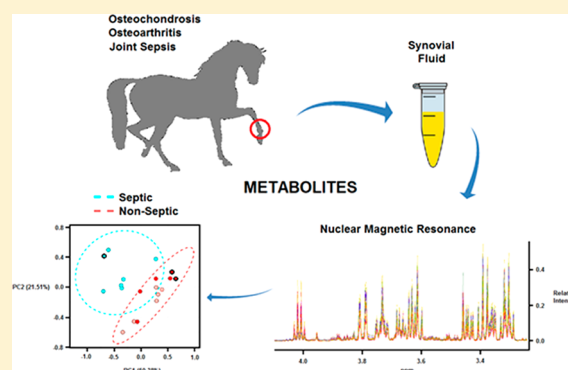 Osteochondrosis
Osteoarthritis
Joint Sepsis
Synovial
Fluid
METABOLITES
Septic
Non-Septic
Nuclear Magnetic Resonance
0.8
0.4
0.0
-0.4
-0.8
PC2 (21.51%)
-1.0
-0.5
0.0
0.5
1.0
0.4
0.2
0.0
4.0
3.8
3.6
3.4